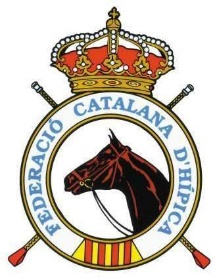 FEDERACIÓ CATALANA D'HÍPICA